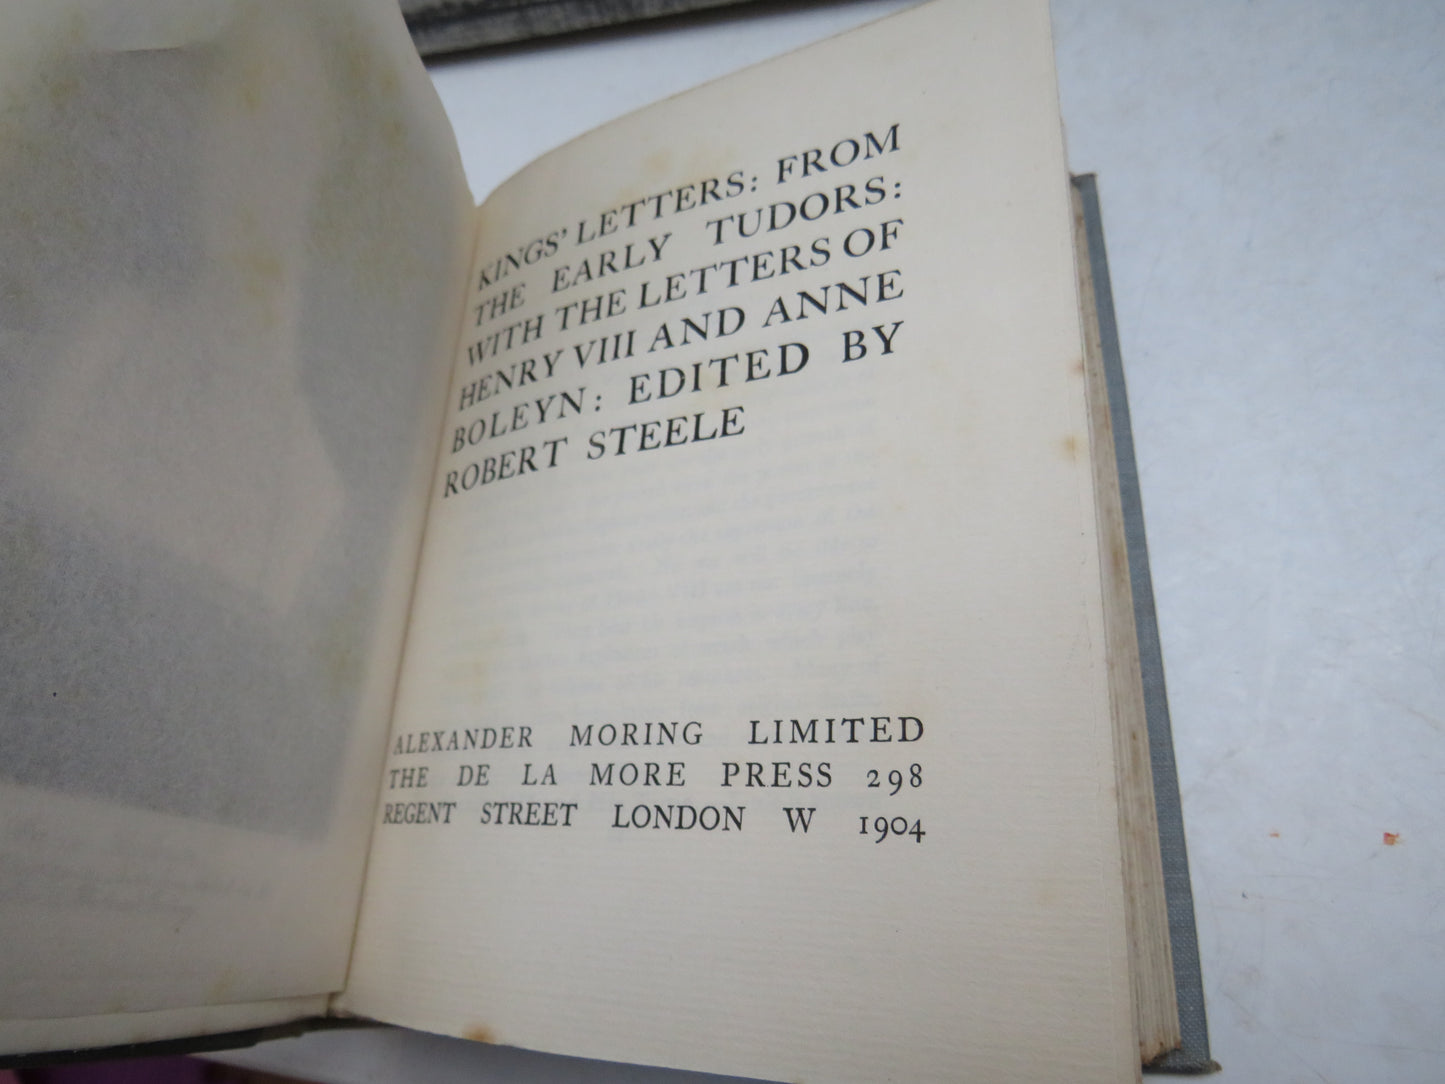 KINGS' LETTERS: FROM
THE EARLY TUDORS:
WITH THE LETTERS OF
HENRY VIII AND ANNE
BOLEYN: EDITED BY
ROBERT STEELE
ALEXANDER MORING LIMITED
THE DE LA MORE PRESS 298
REGENT STREET LONDON W 1904